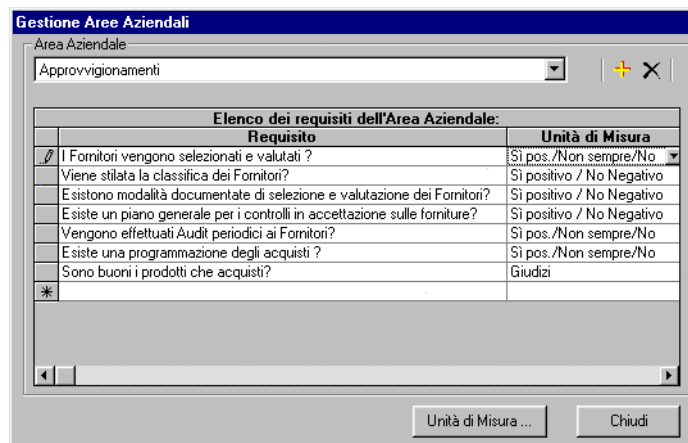 Gestione Aree Aziendali
Area Aziendale
Approvvigionamenti
Elenco dei requisiti dell'Area Aziendale:
Requisito Unità di Misura
I Fornitori vengono selezionati e valutati ? Sì pos./Non sempre/No
Viene stilata la classifica dei Fornitori? Sì positivo / No Negativo
Esistono modalità documentate di selezione e valutazione dei Fornitori? Sì positivo / No Negativo
Esiste un piano generale per i controlli in accettazione sulle forniture? Sì positivo / No Negativo
Vengono effettuati Audit periodici ai Fornitori? Sì pos./Non sempre/No
Esiste una programmazione degli acquisti ? Sì pos./Non sempre/No
Sono buoni i prodotti che acquisti? Giudizi
Unità di Misura ... Chiudi